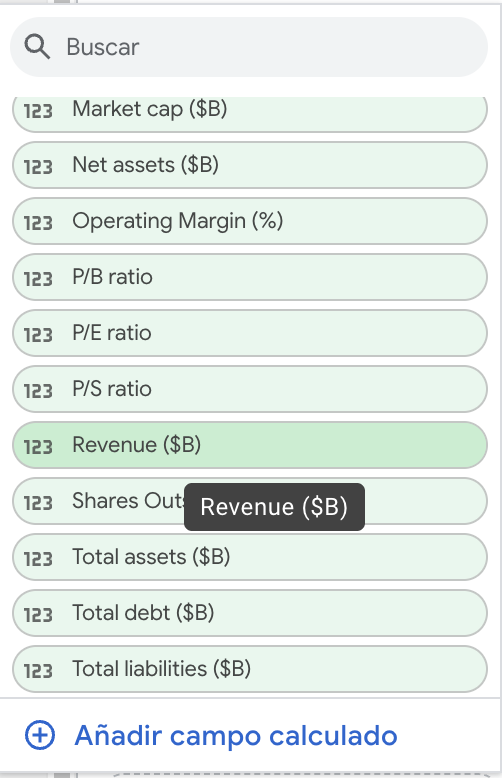 Buscar
123 Market cap ($B)
123 Net assets ($B)
123 Operating Margin (%)
123 P/B ratio
123 P/E ratio
123 P/S ratio
123 Revenue ($B)
123 Shares
Revenue ($B)
123 Total assets ($B)
123 Total debt ($B)
123 Total liabilities ($B)
Añadir campo calculado